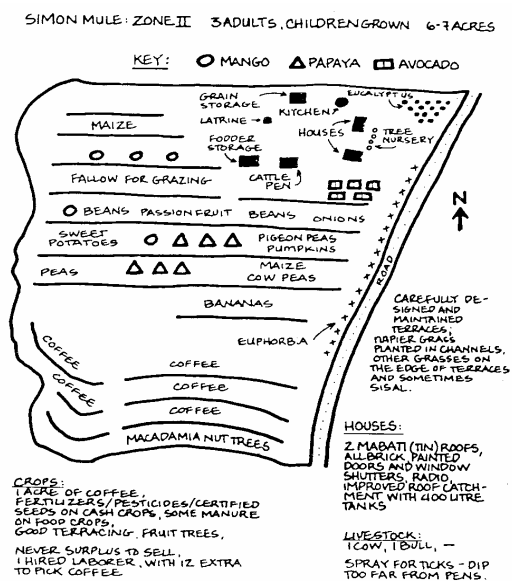 SIMON MULE: ZONE II 3 ADULTS, CHILDREN GROWN 6-7 ACRES
KEY: MANGO PAPAYA AVOCADO
GRAIN
STORAGE
EUCALYPTUS
KITCHEN
LATRINE
HOUSES
TREE
NURSERY
MAIZE
FODDER
STORAGE
CATTLE
PEN
FALLOW FOR GRAZING
BEANS PASSIONFRUIT BEANS ONIONS
SWEET
POTATOES
PIGEON PEAS
PUMPKINS
PEAS
MAIZE
COW PEAS
BANANAS
EUPHORB.A
ROAD
N
COFFEE
COFFEE
COFFEE
COFFEE
COFFEE
MACADAMIA NUT TREES
CAREFULLY DE-
SIGNED AND
MAINTAINED
TERRACES;
NAPIER GRASS
PLANTED IN CHANNELS,
OTHER GRASSES ON
THE EDGE OF TERRACES
AND SOMETIMES
SISAL.
HOUSES:
2 MABATI (TIN) ROOFS,
ALL BRICK, PAINTED
DOORS AND WINDOW
SHUTTERS, RADIO,
IMPROVED ROOF CATCH-
MENT WITH 400 LITRE
TANKS
LIVESTOCK:
1 COW, 1 BULL, —
SPRAY FOR TICKS - DIP
TOO FAR FROM PENS.
CROPS:
1 ACRE OF COFFEE,
FERTILIZERS/PESTICIDES/CERTIFIED
SEEDS ON CASH CROPS, SOME MANURE
ON FOOD CROPS,
GOOD TERRACING, FRUIT TREES,
NEVER SURPLUS TO SELL,
1 HIRED LABORER, WITH 12 EXTRA
TO PICK COFFEE